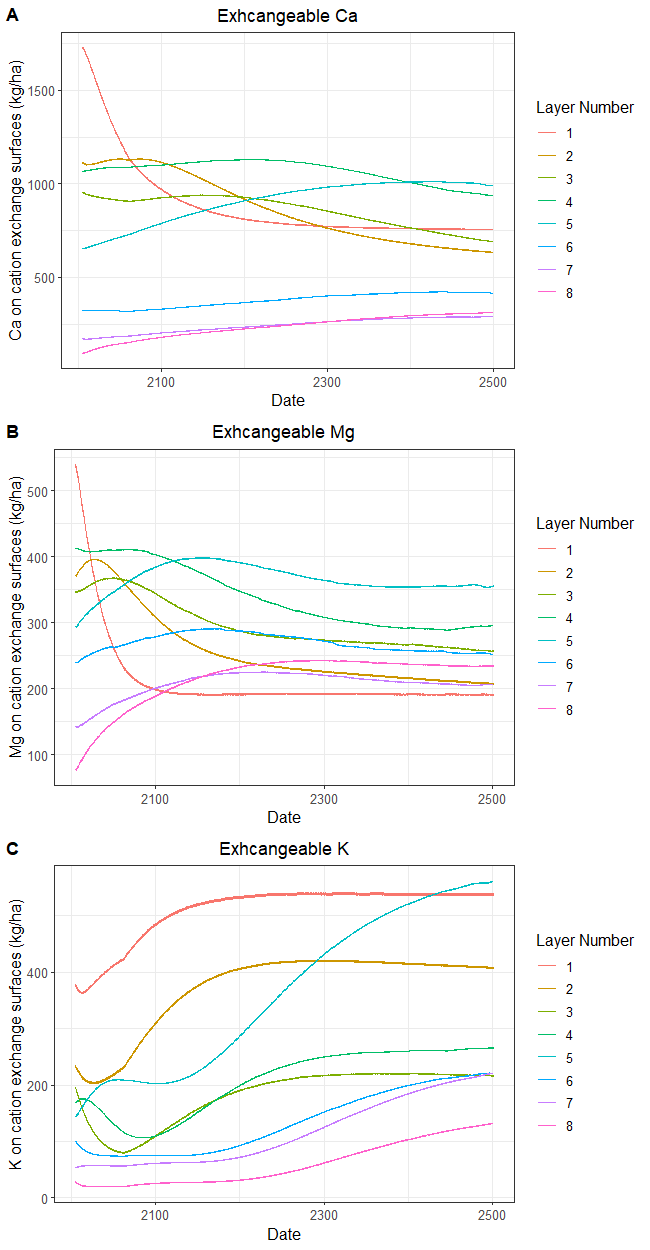 A
Exhcangeable Ca
Ca on cation exchange surfaces (kg/ha)
1500
1000
500
2100
2300
2500
Date
Layer Number
1
2
3
4
5
6
7
8
B
Exhcangeable Mg
Mg on cation exchange surfaces (kg/ha)
500
400
300
200
100
2100
2300
2500
Date
Layer Number
1
2
3
4
5
6
7
8
C
Exhcangeable K
K on cation exchange surfaces (kg/ha)
400
200
0
2100
2300
2500
Date
Layer Number
1
2
3
4
5
6
7
8